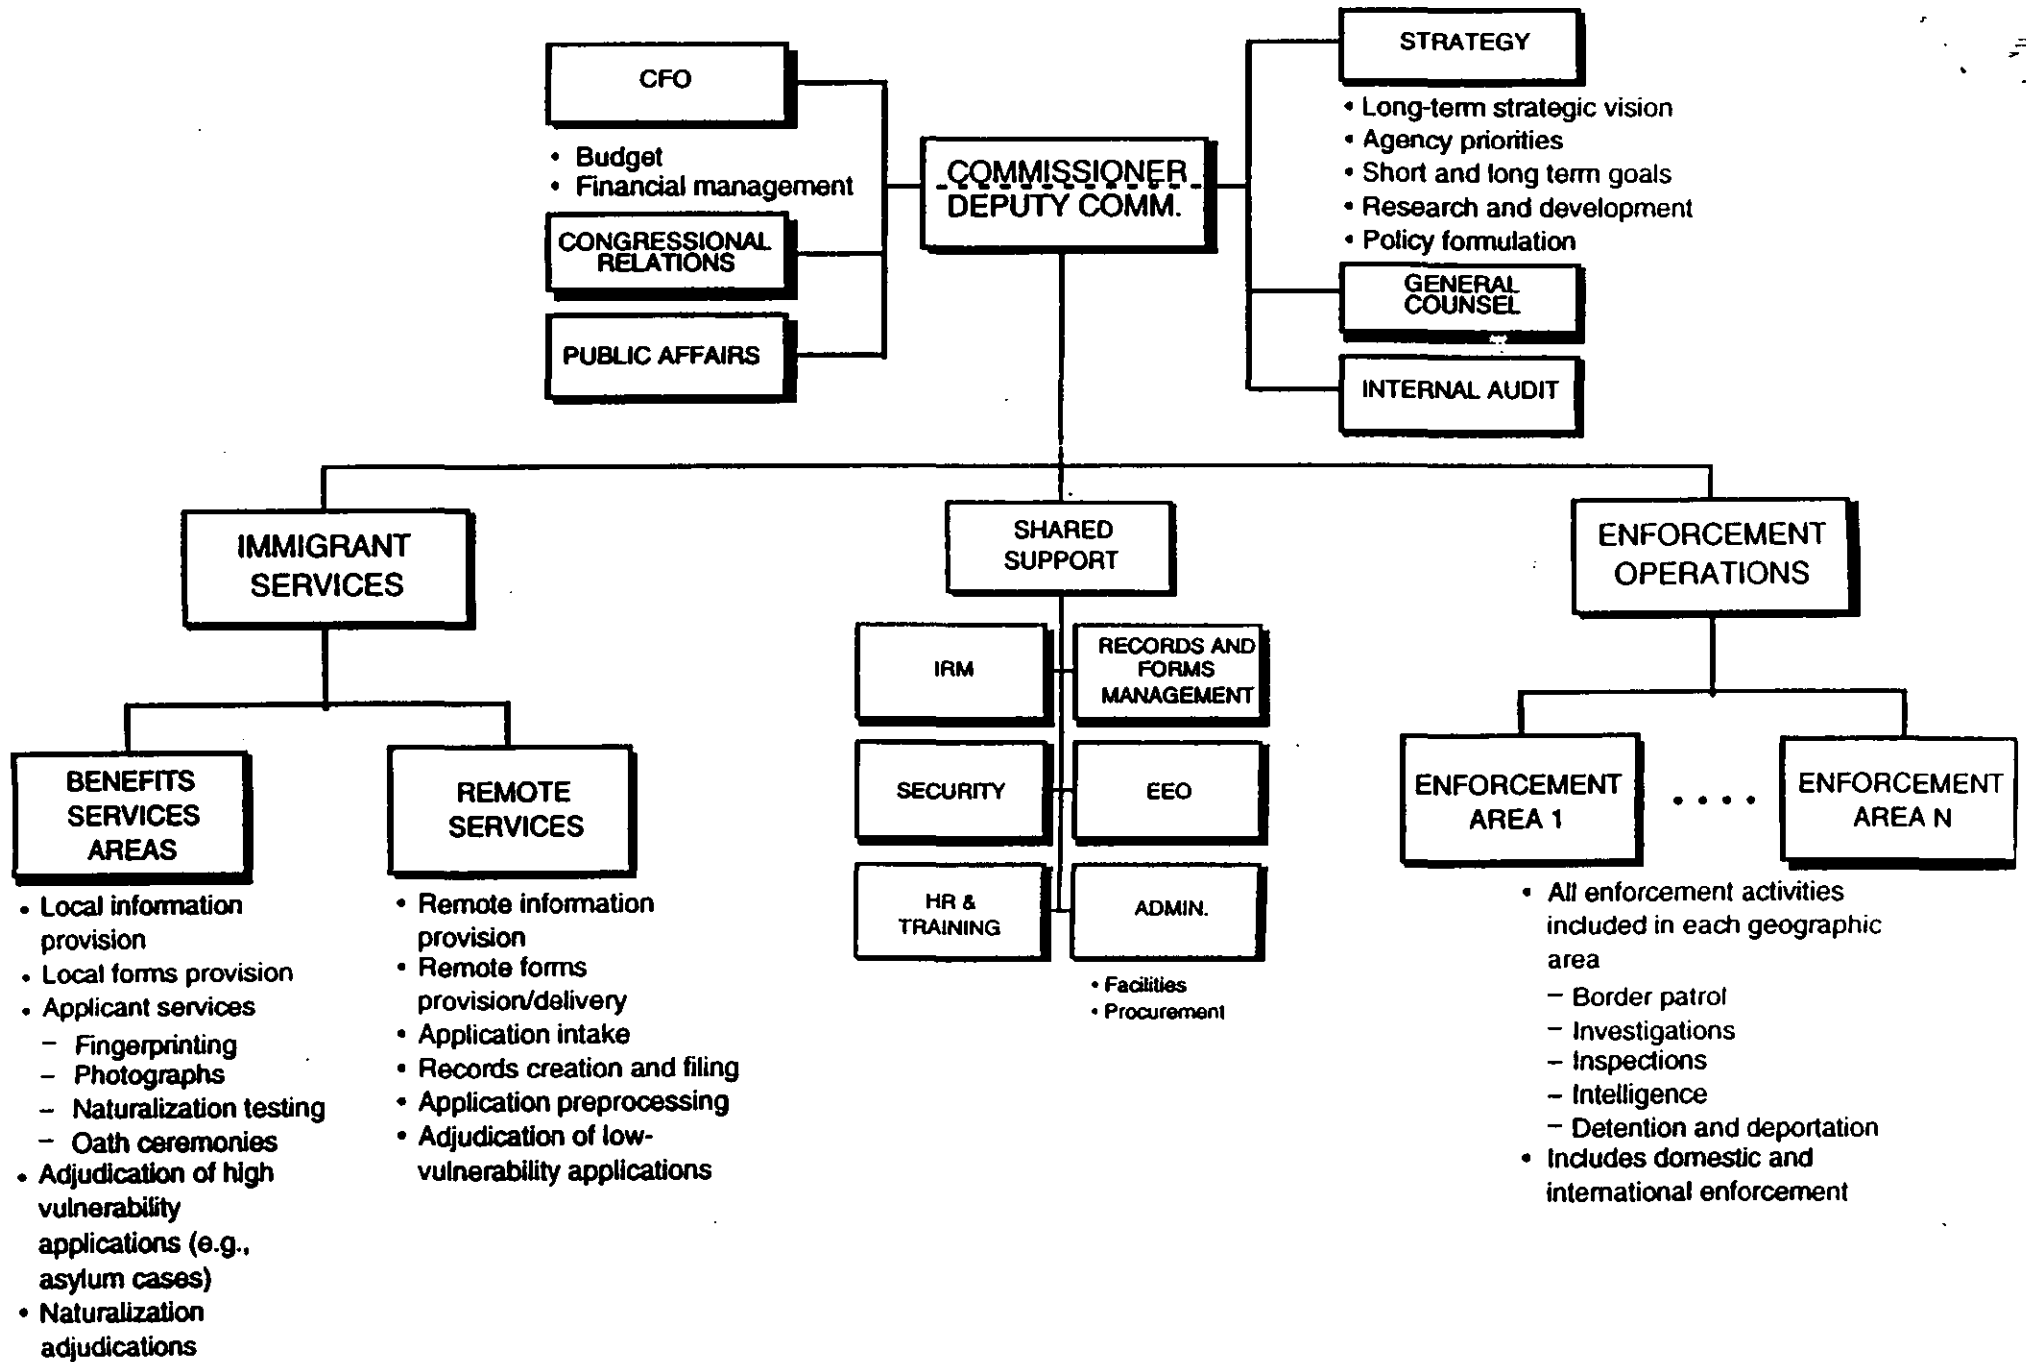 CFO
• Budget
• Financial management
CONGRESSIONAL
RELATIONS
PUBLIC AFFAIRS
COMMISSIONER
DEPUTY COMM.
STRATEGY
• Long-term strategic vision
• Agency priorities
• Short and long term goals
• Research and development
• Policy formulation
GENERAL
COUNSEL
INTERNAL AUDIT
IMMIGRANT
SERVICES
BENEFITS
SERVICES
AREAS
• Local information
provision
• Local forms provision
• Applicant services
– Fingerprinting
– Photographs
– Naturalization testing
– Oath ceremonies
• Adjudication of high
vulnerability
applications (e.g.,
asylum cases)
• Naturalization
adjudications
REMOTE
SERVICES
• Remote information
provision
• Remote forms
provision/delivery
• Application intake
• Records creation and filing
• Application preprocessing
• Adjudication of low-
vulnerability applications
SHARED
SUPPORT
IRM
RECORDS AND
FORMS
MANAGEMENT
SECURITY
EEO
HR &
TRAINING
ADMIN.
• Facilities
• Procurement
ENFORCEMENT
OPERATIONS
ENFORCEMENT
AREA 1
• • • •
ENFORCEMENT
AREA N
• All enforcement activities
included in each geographic
area
– Border patrol
– Investigations
– Inspections
– Intelligence
– Detention and deportation
• Includes domestic and
international enforcement